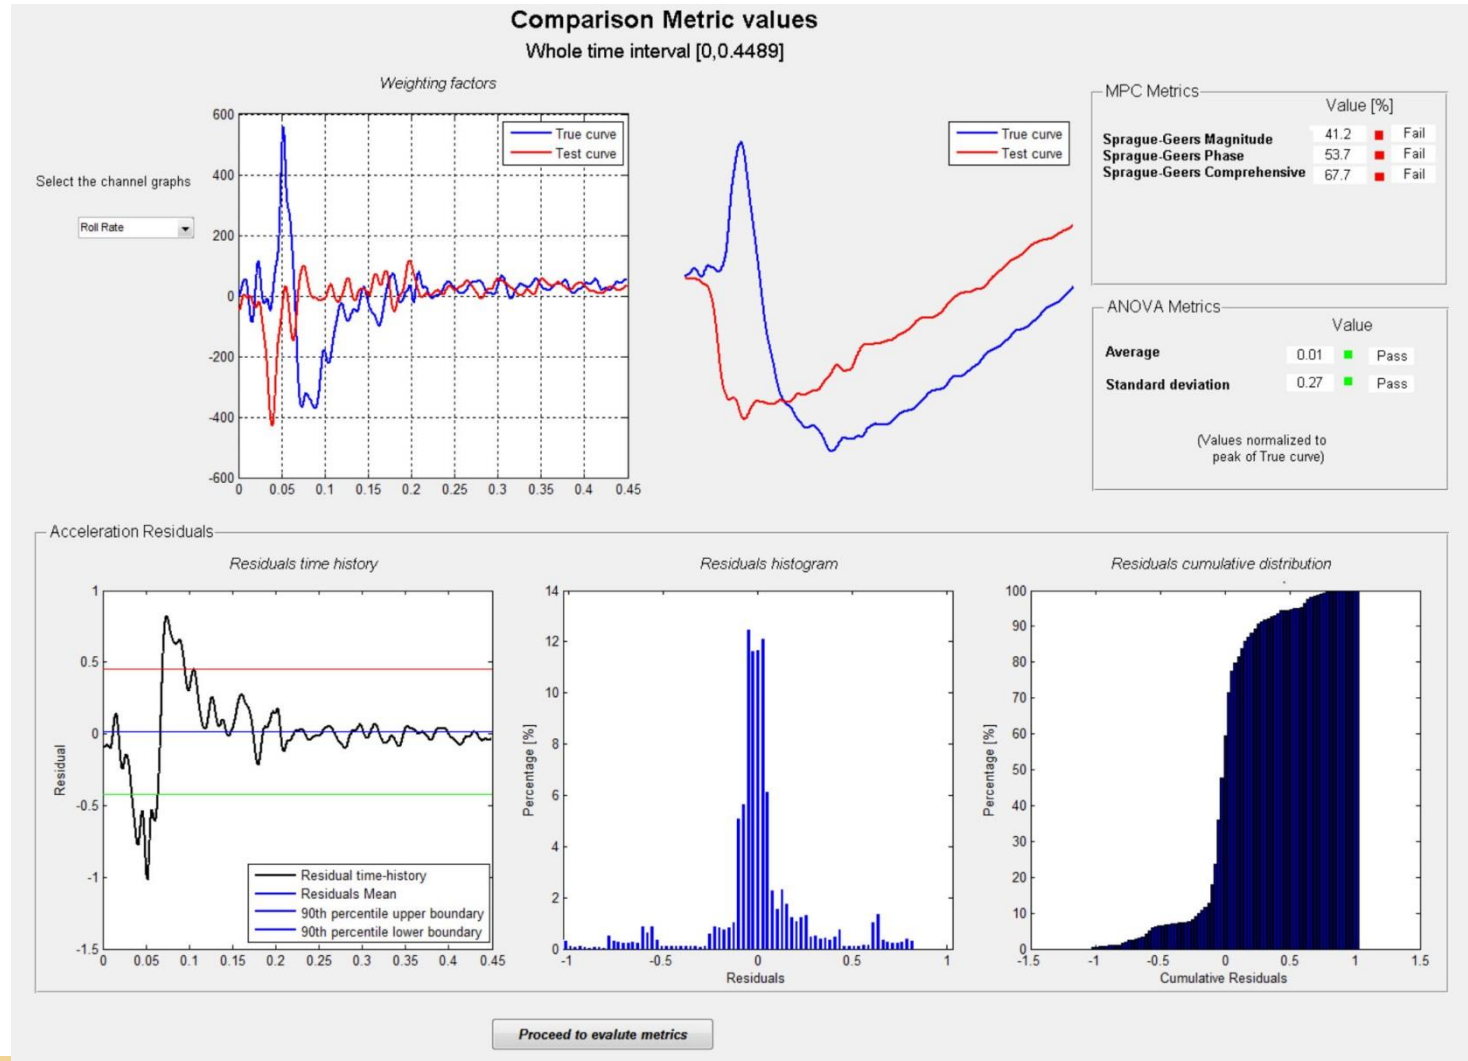 Comparison Metric values
Whole time interval [0,0.4489]
Weighting factors
Select the channel graphs
Roll Rate
600
400
200
0
-200
-400
-600
0 0.05 0.1 0.15 0.2 0.25 0.3 0.35 0.4 0.45
True curve
Test curve
True curve
Test curve
MPC Metrics
Value [%]
Sprague-Geers Magnitude 41.2 Fail
Sprague-Geers Phase 53.7 Fail
Sprague-Geers Comprehensive 67.7 Fail
ANOVA Metrics
Value
Average 0.01 Pass
Standard deviation 0.27 Pass
(Values normalized to
peak of True curve)
Acceleration Residuals
Residuals time history
1
0.5
0
-0.5
-1
-1.5
Residual
0 0.05 0.1 0.15 0.2 0.25 0.3 0.35 0.4 0.45
Residual time-history
Residuals Mean
90th percentile upper boundary
90th percentile lower boundary
Residuals histogram
14
12
10
8
6
4
2
0
Percentage [%]
-1 -0.5 0 0.5 1
Residuals
Residuals cumulative distribution
100
90
80
70
60
50
40
30
20
10
0
Percentage [%]
-1.5 -1 -0.5 0 0.5 1 1.5
Cumulative Residuals
Proceed to evalute metrics